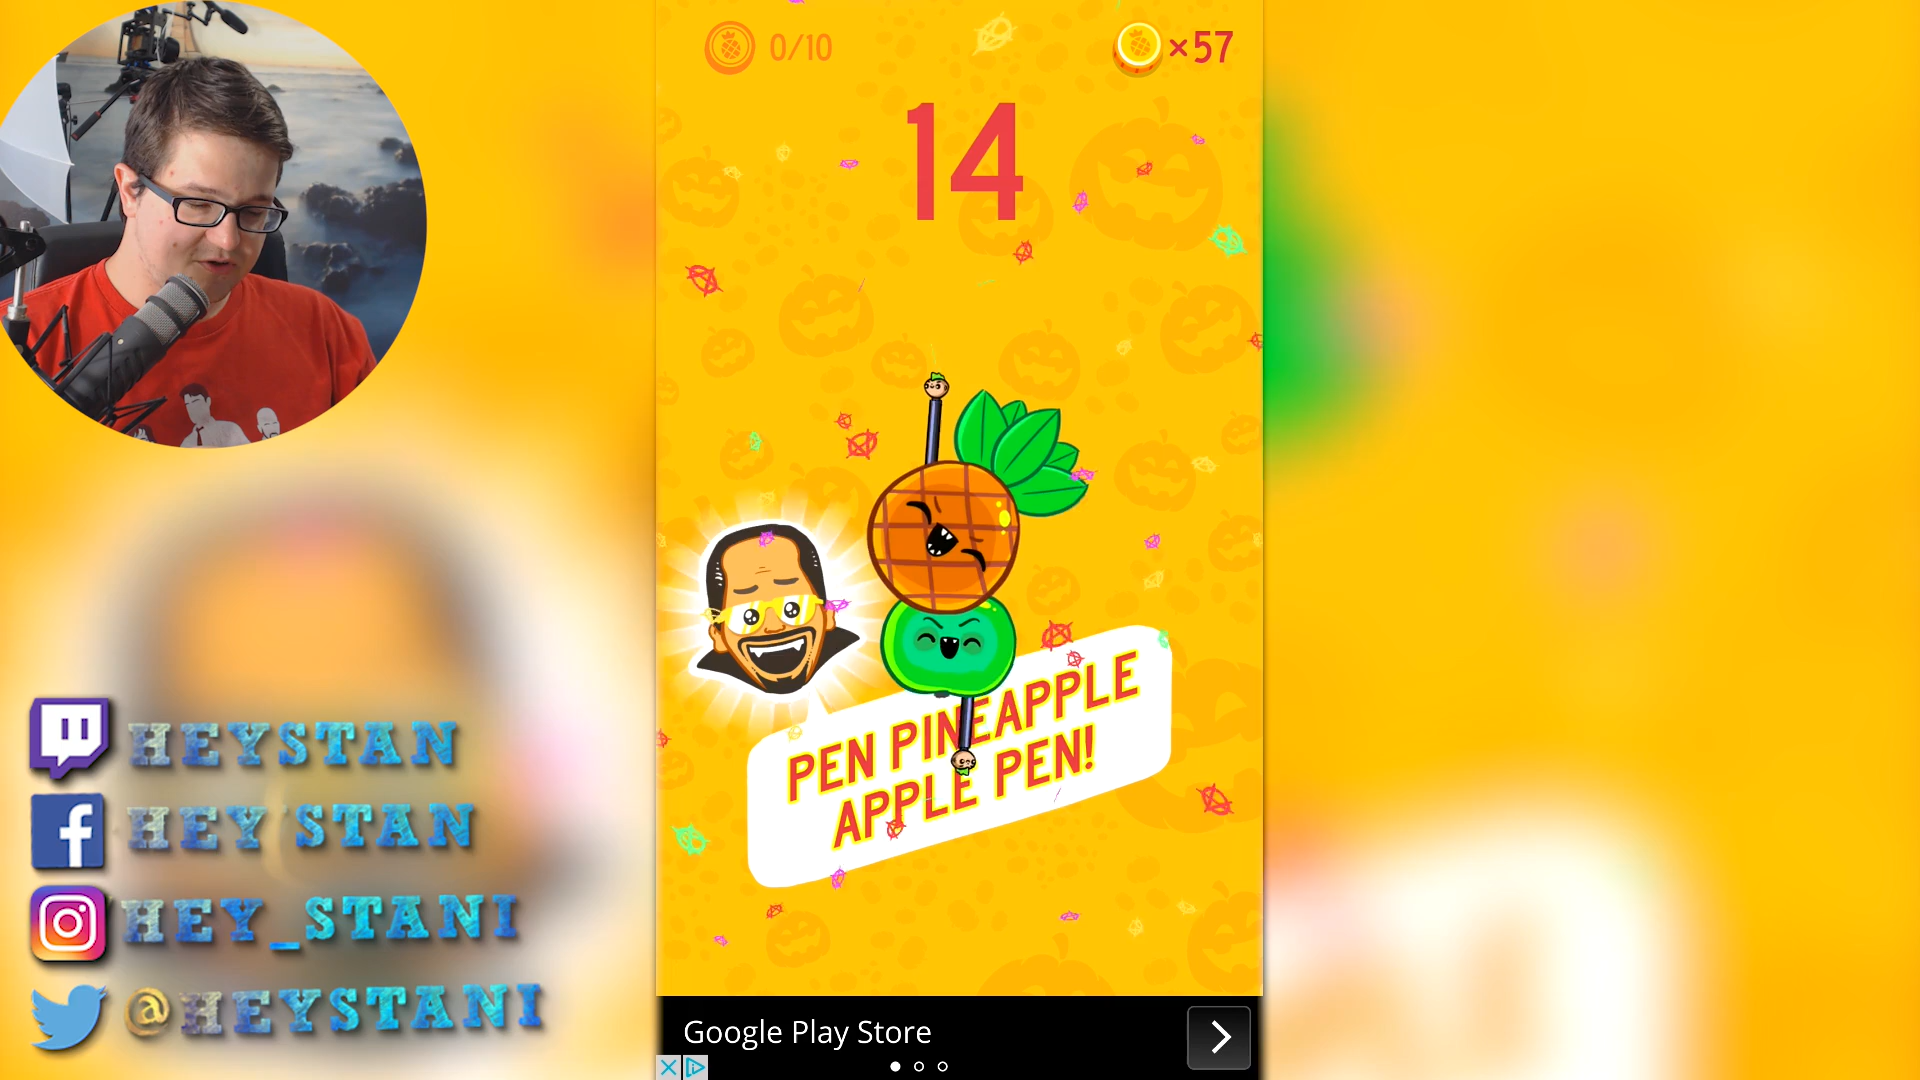 0/10
×57
14
PEN PINEAPPLE
APPLE PEN!
HEYSTAN
HEY STAN
HEY_STANI
@HEYSTANI
Google Play Store